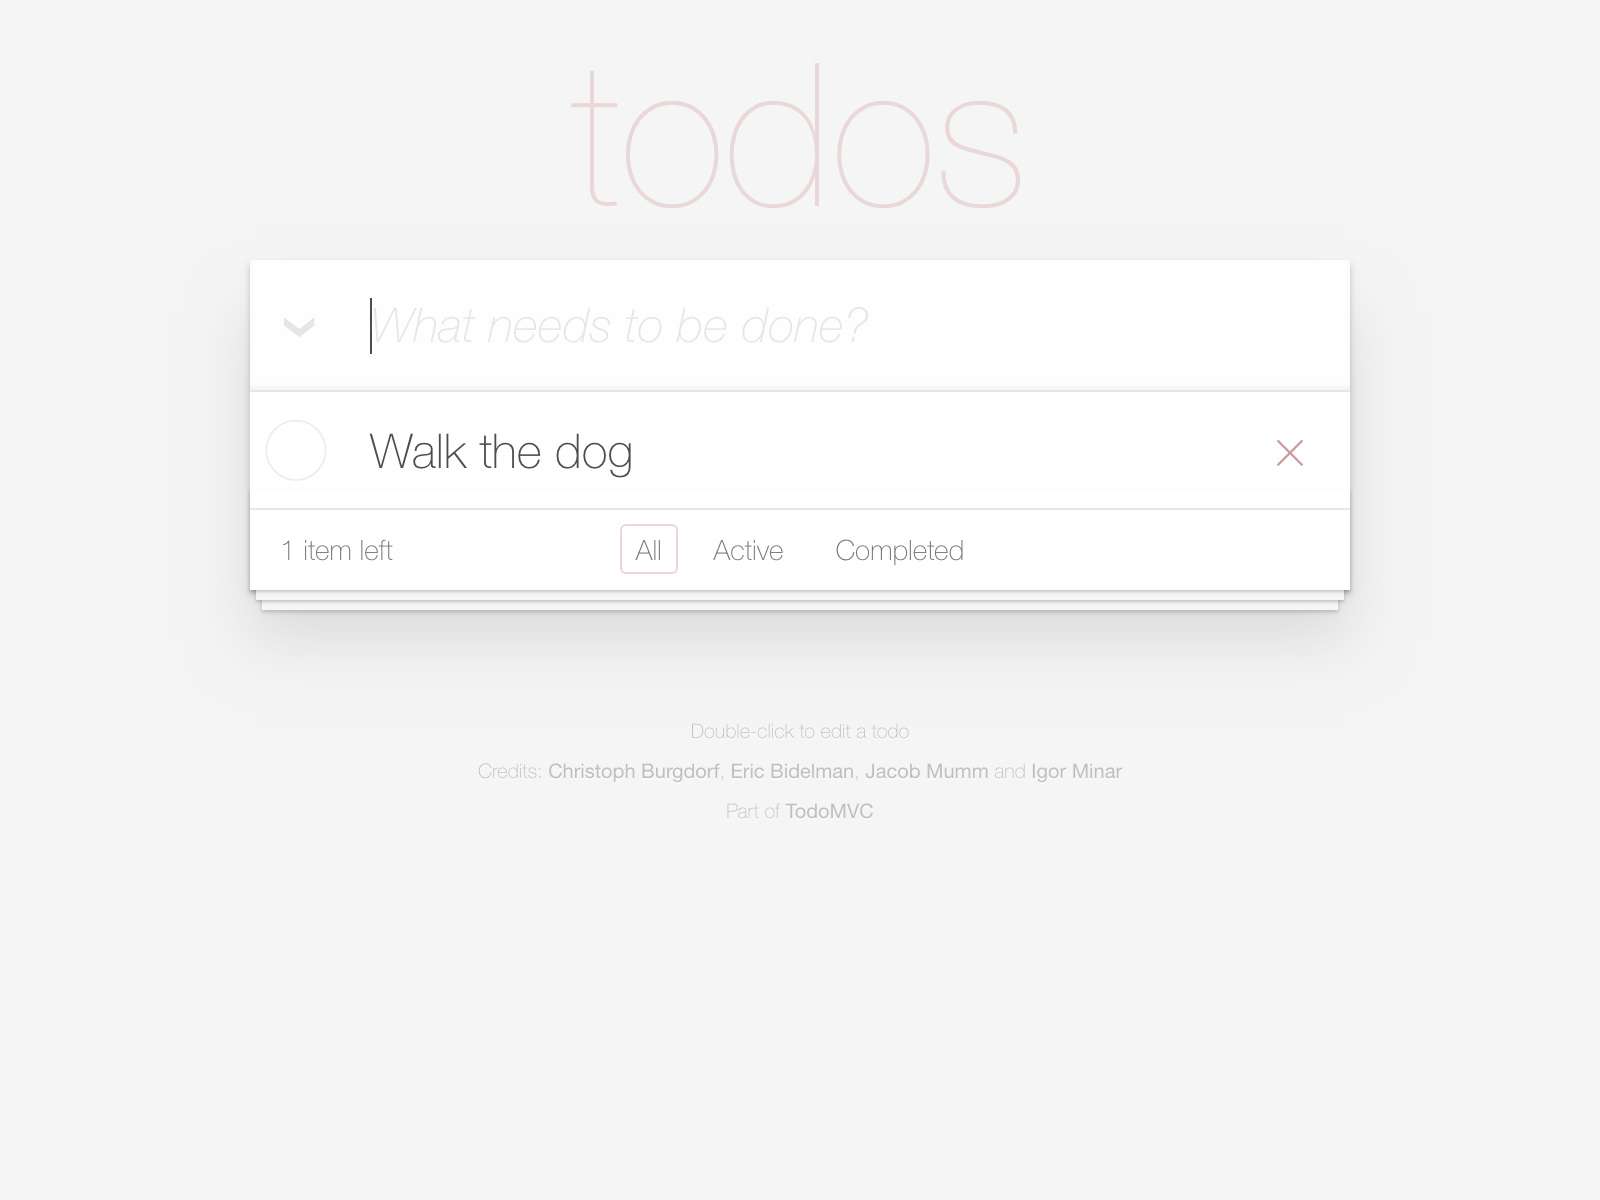 todos
What needs to be done?
Walk the dog
1 item left All Active Completed
Double-click to edit a todo
Credits: Christoph Burgdorf, Eric Bidelman, Jacob Mumm and Igor Minar
Part of TodoMVC